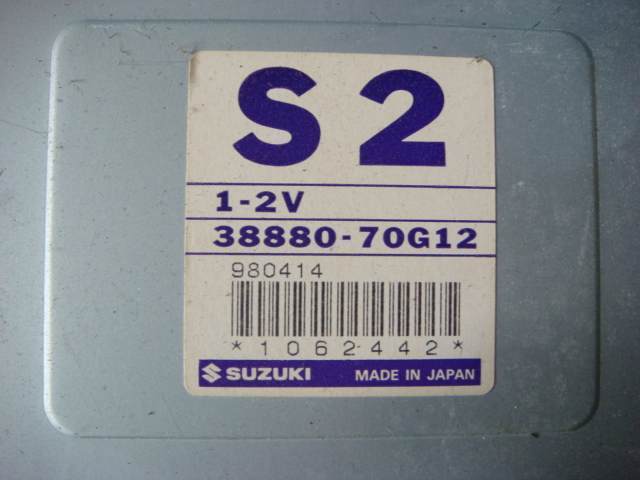 S2
1-2V
38880-70G12
980414
*1062442*
SUZUKI MADE IN JAPAN